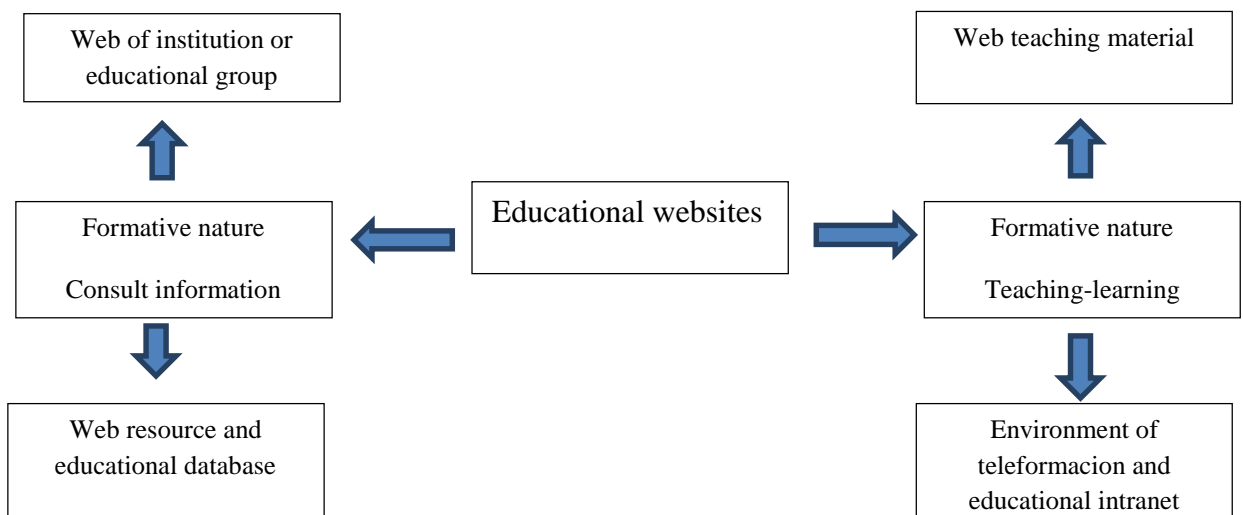 Web of institution or
educational group
Web teaching material
Formative nature
Consult information
Educational websites
Formative nature
Teaching-learning
Web resource and
educational database
Environment of
teleformacion and
educational intranet